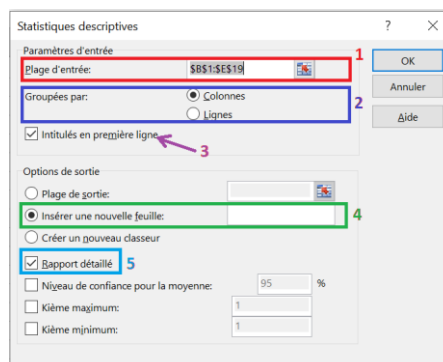 Statistiques descriptives ? ×
Paramètres d'entrée
Plage d'entrée: $B$1:$E$19 1 OK
Groupées par: Colonnes 2 Annuler
Lignes Aide
Intitulés en première ligne
3
Options de sortie
Plage de sortie:
Insérer une nouvelle feuille: 4
Créer un nouveau classeur
Rapport détaillé 5
Niveau de confiance pour la moyenne: 95 %
Kième maximum: 1
Kième minimum: 1